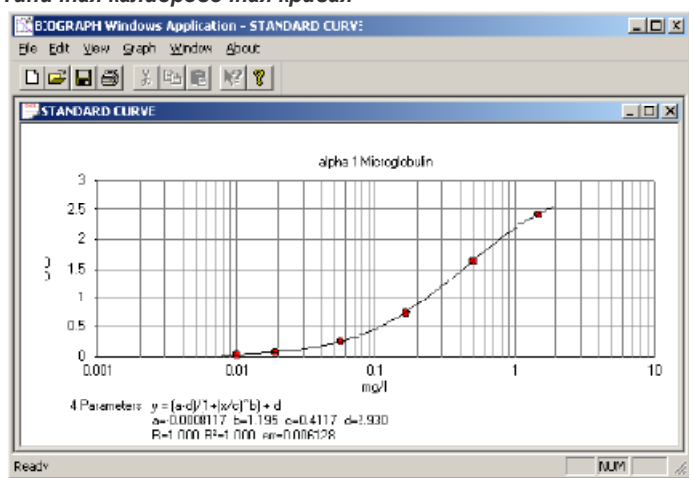 калибровочная кривая
BIOGRAPH Windows Application - STANDARD CURVE
File Edit View Graph Window About
STANDARD CURVE
alpha 1 Microglobulin
3
2.5
2
1.5
1
0.5
0
0.001 0.01 0.1 1 10
mg/l
4 Parameters y = (a-d)/1+(x/c)^b) + d
a=-0.0008117 b=1.195 c=0.4117 d=2.930
R=1.000 R²=1.000 err=0.006128
Ready NUM